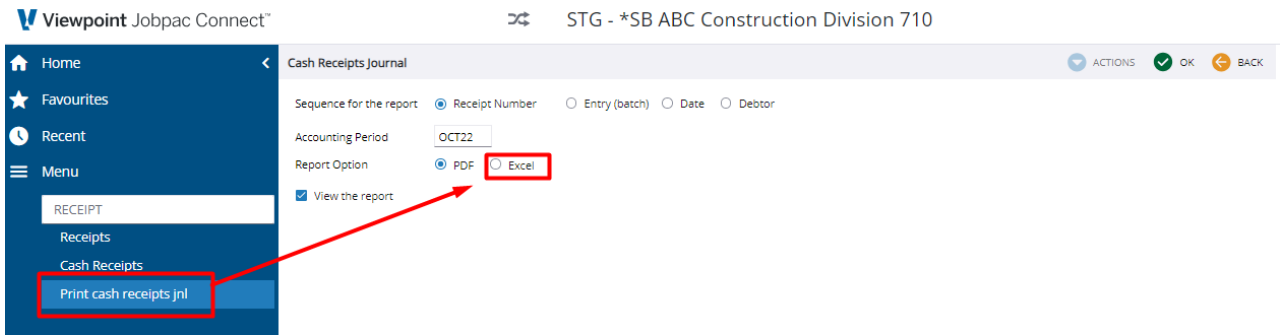 Viewpoint Jobpac Connect™
STG - *SB ABC Construction Division 710
Home
Favourites
Recent
Menu
RECEIPT
Receipts
Cash Receipts
Print cash receipts jnl
Cash Receipts Journal
ACTIONS OK BACK
Sequence for the report Receipt Number Entry (batch) Date Debtor
Accounting Period OCT22
Report Option PDF Excel
View the report